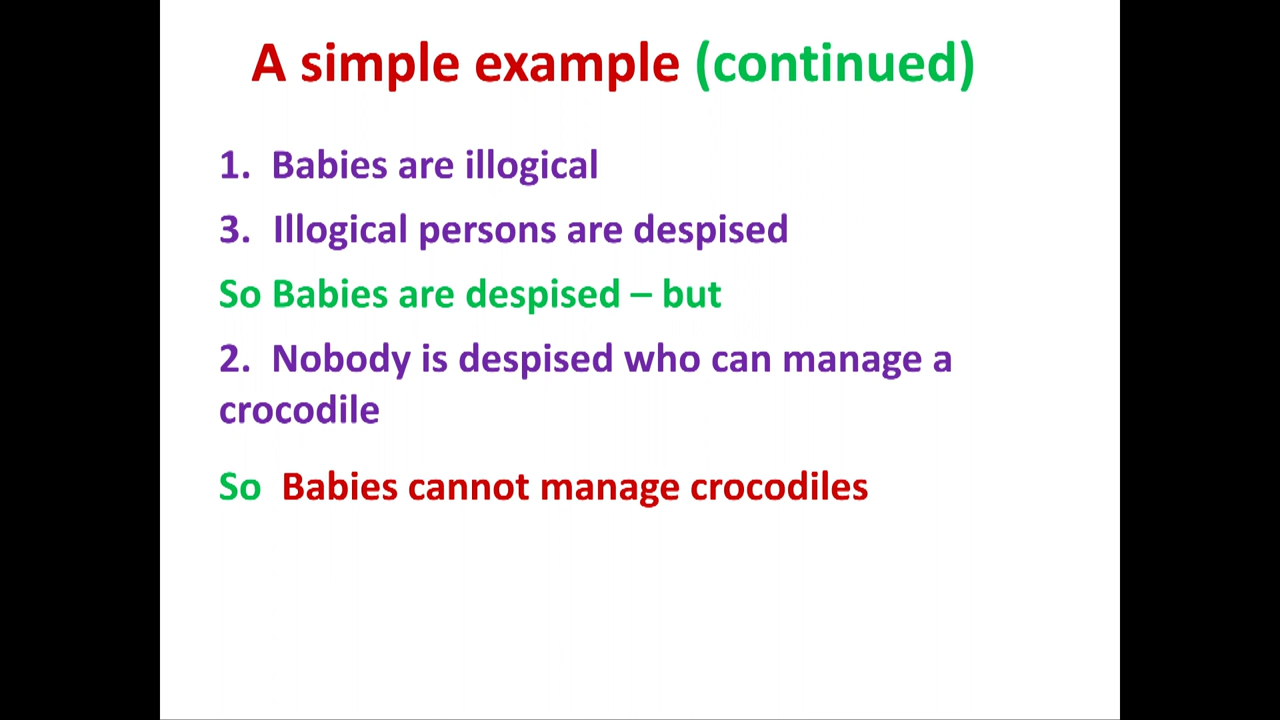 A simple example (continued)
1. Babies are illogical
3. Illogical persons are despised
So Babies are despised – but
2. Nobody is despised who can manage a
crocodile
So Babies cannot manage crocodiles